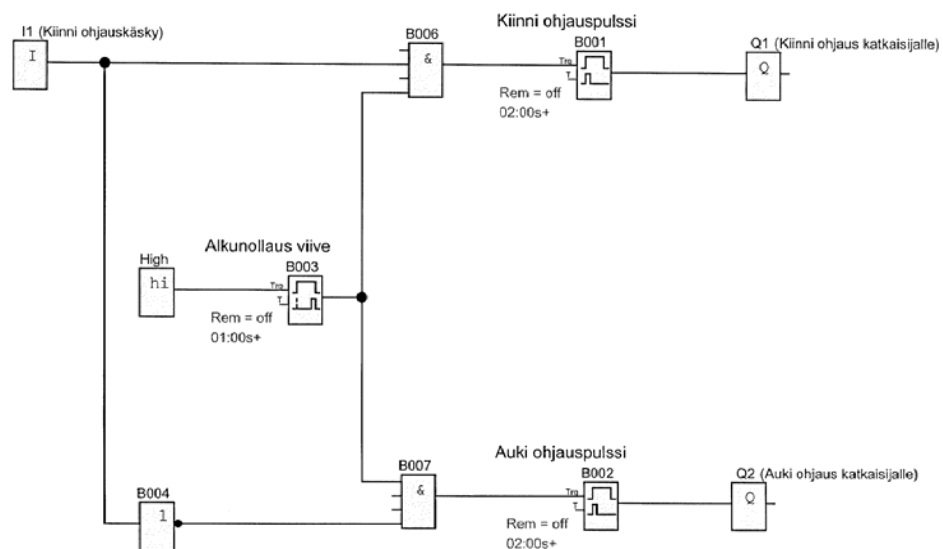 I1 (Kiinni ohjauskäsky)
I
B006
&
Kiinni ohjauspulssi
B001
Trg
T
Rem = off
02:00s+
Q1 (Kiinni ohjaus katkaisijalle)
Q
Alkunollaus viive
High
hi
B003
Trg
T
Rem = off
01:00s+
B004
1
B007
&
Auki ohjauspulssi
B002
Trg
T
Rem = off
02:00s+
Q2 (Auki ohjaus katkaisijalle)
Q